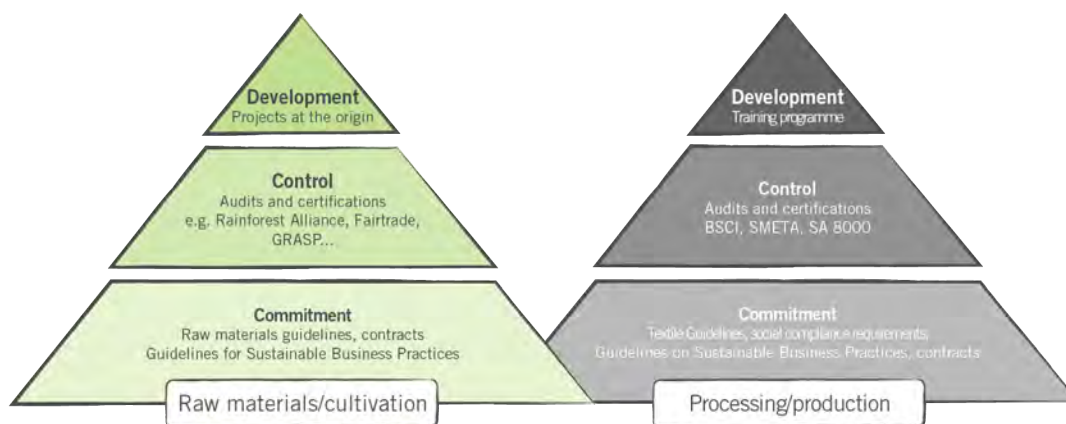 Development
Projects at the origin
Control
Audits and certifications
e.g. Rainforest Alliance, Fairtrade,
GRASP...
Commitment
Raw materials guidelines, contracts
Guidelines for Sustainable Business Practices
Raw materials/cultivation
Development
Training programme
Control
Audits and certifications
BSCI, SMETA, SA 8000
Commitment
Textile Guidelines, social compliance requirements,
Guidelines on Sustainable Business Practices, contracts
Processing/production